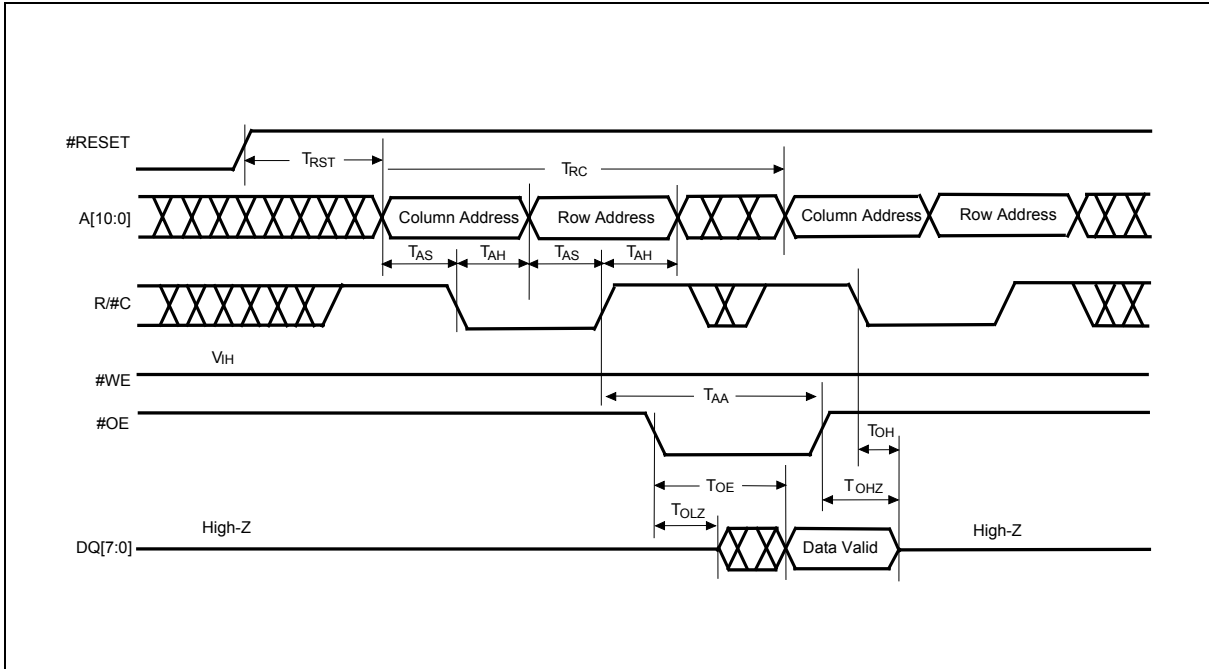 #RESET
TRST
TRC
A[10:0]
Column Address
Row Address
Column Address
Row Address
TAS
TAH
TAS
TAH
R/#C
VIH
#WE
TAA
#OE
TOH
TOE
TOHZ
TOLZ
High-Z
DQ[7:0]
Data Valid
High-Z